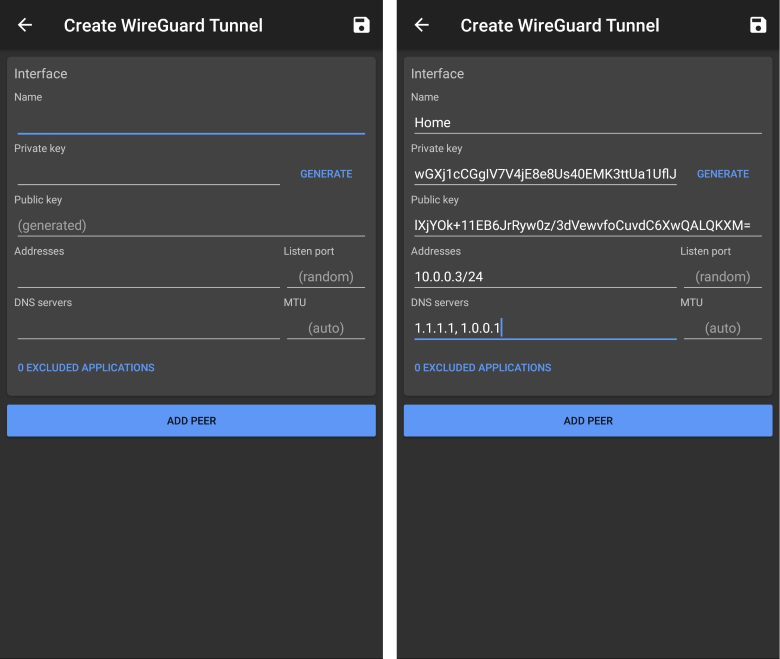 Create WireGuard Tunnel
Interface
Name
Private key
GENERATE
Public key
(generated)
Addresses Listen port
(random)
DNS servers MTU
(auto)
0 EXCLUDED APPLICATIONS
ADD PEER
Create WireGuard Tunnel
Interface
Name
Home
Private key
wGXj1cCGgIV7V4jE8e8Us40EMK3ttUa1UflJ GENERATE
Public key
lXjYOk+11EB6JrRyw0z/3dVewvfoCuvdC6XwQALQKXM=
Addresses Listen port
10.0.0.3/24 (random)
DNS servers MTU
1.1.1.1, 1.0.0.1 (auto)
0 EXCLUDED APPLICATIONS
ADD PEER